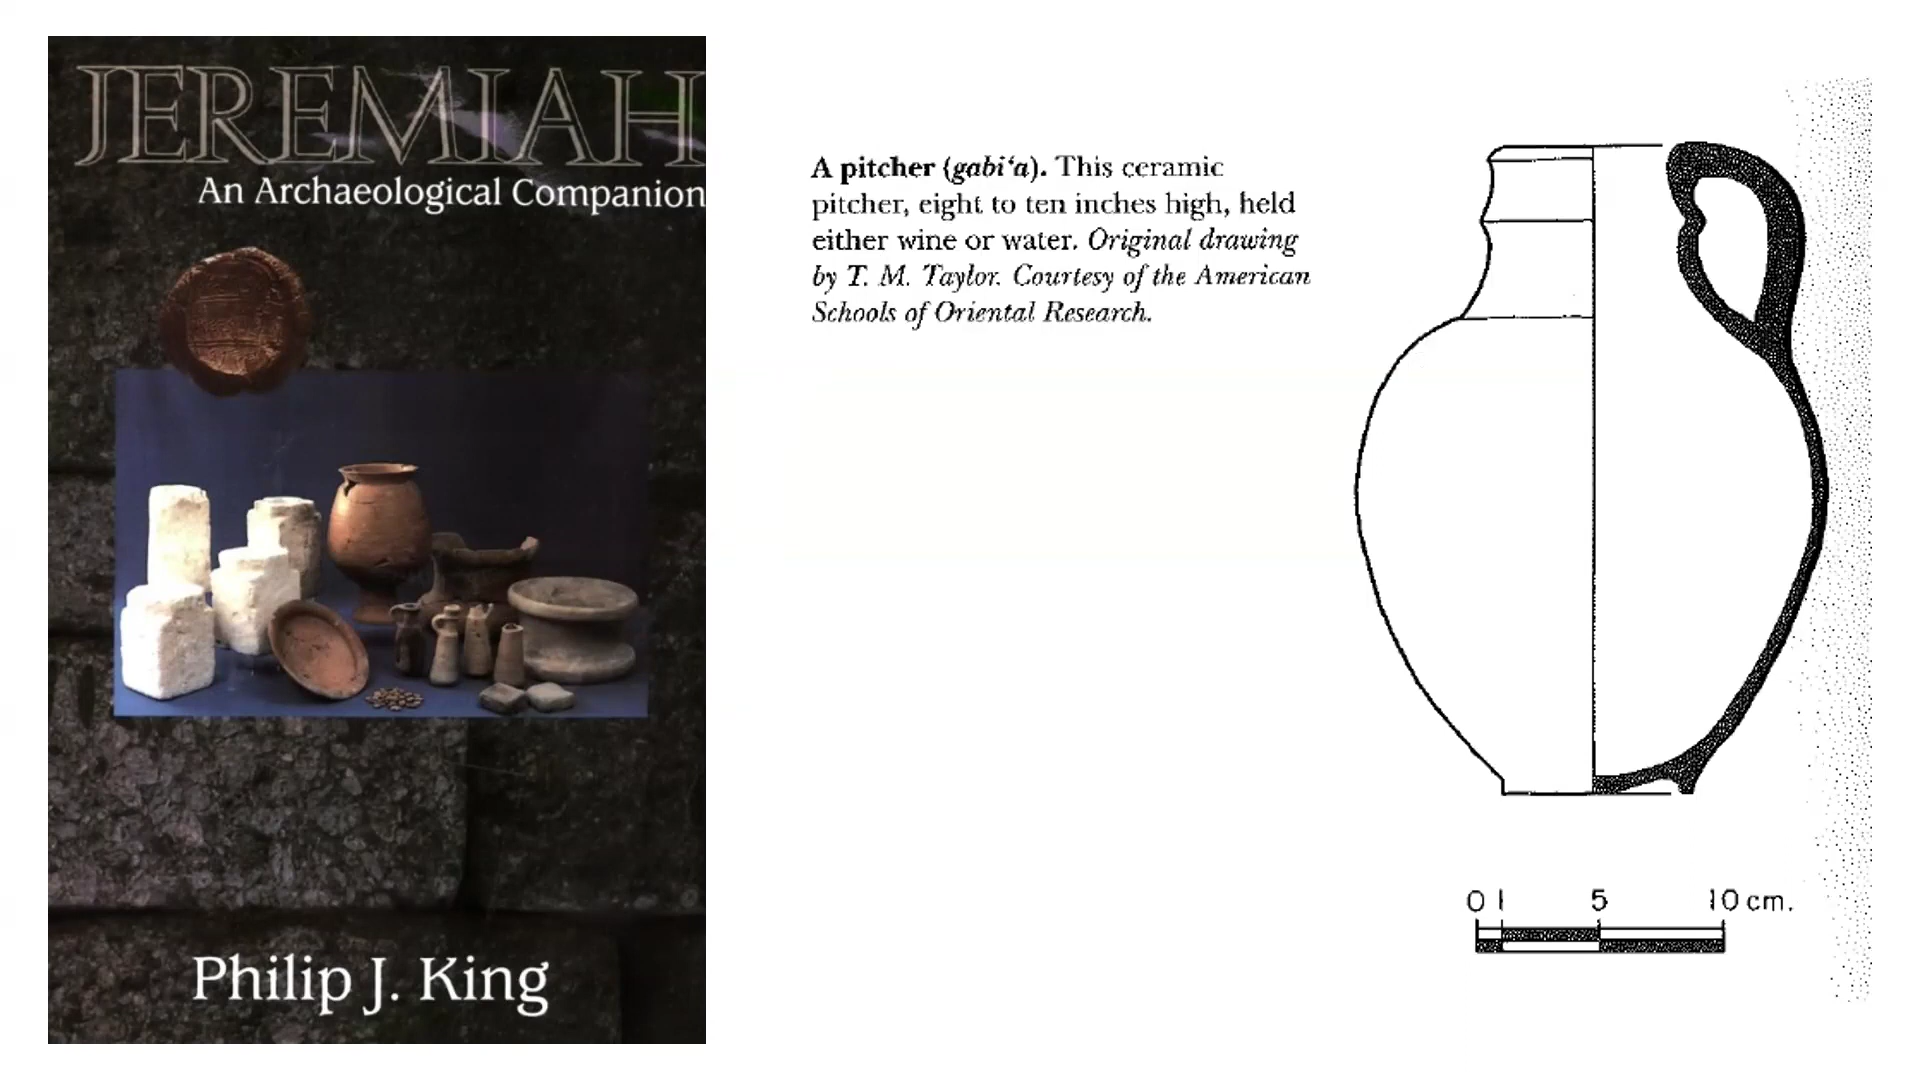 JEREMIAH
An Archaeological Companion
Philip J. King
A pitcher (gabi‘a). This ceramic
pitcher, eight to ten inches high, held
either wine or water. Original drawing
by T. M. Taylor. Courtesy of the American
Schools of Oriental Research.
0 1 5 10 cm.